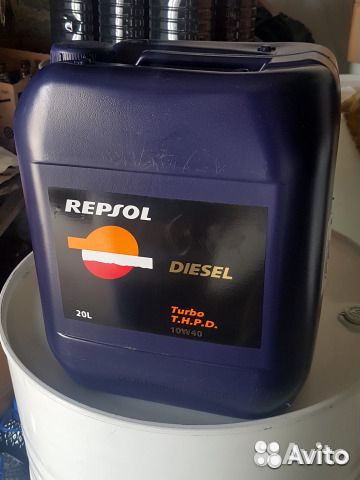 REPSOL
DIESEL
Turbo
T.H.P.D.
20L
10W40
Avito